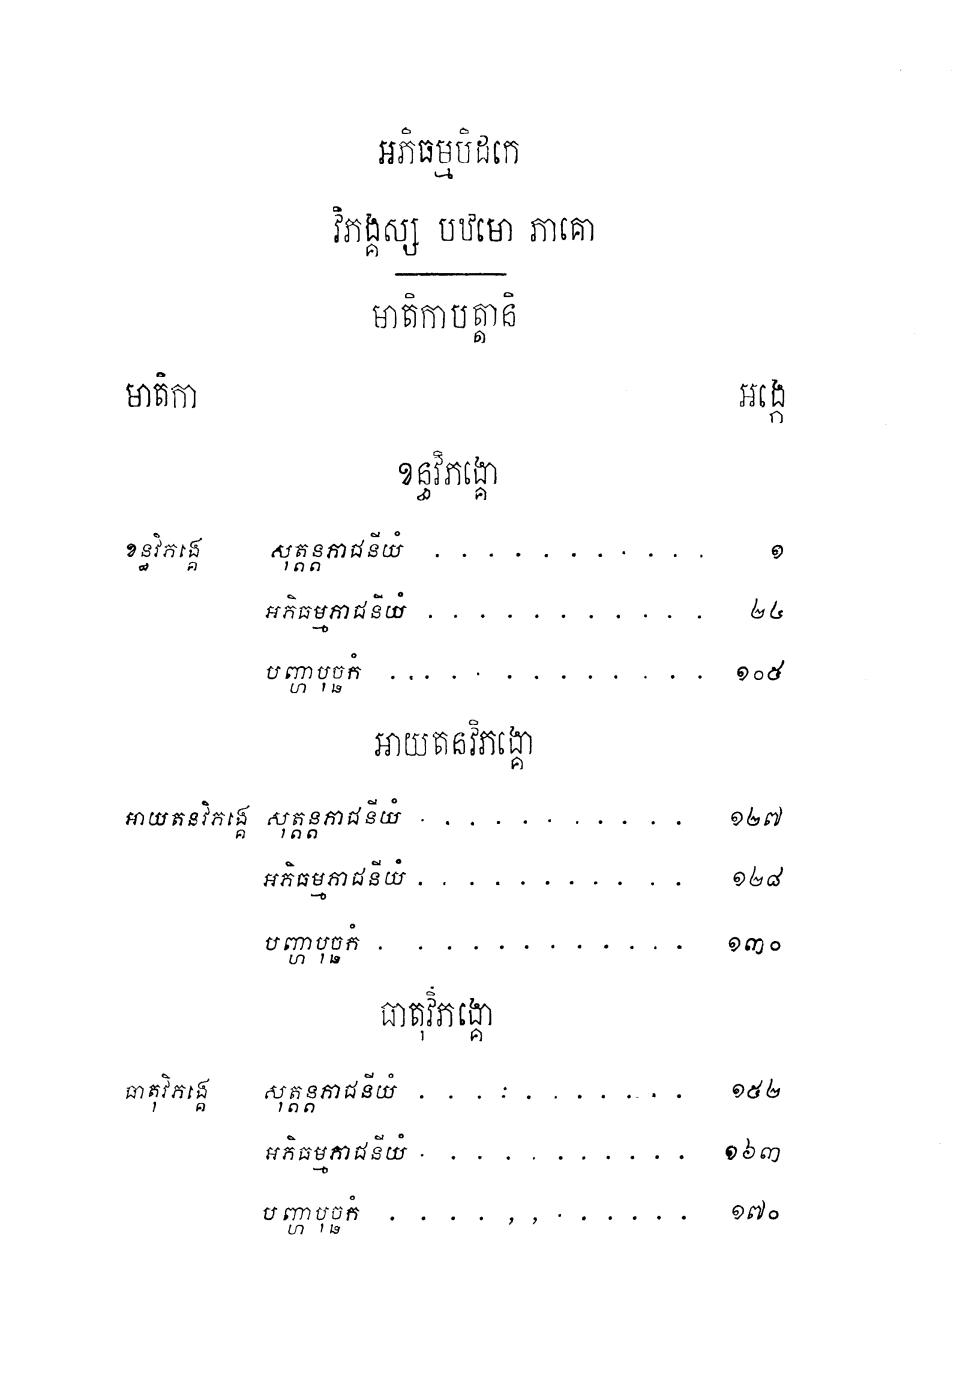 អភិធម្មបិដកេ
វិភង្គស្ស បឋមោ ភាគោ
មាតិកាបត្តានិ
មាតិកា អង្កេ
ខន្ធវិភង្គោ
ខន្ធវិភង្គេ សុត្តន្តភាជនីយំ . . . . . . . . . . . ១
អភិធម្មភាជនីយំ . . . . . . . . . . . ២៤
បញ្ហាបុច្ឆកំ . . . . . . . . . . . . . ១០៥
អាយតនវិភង្គោ
អាយតនវិភង្គេ សុត្តន្តភាជនីយំ . . . . . . . . . . . ១២៧
អភិធម្មភាជនីយំ . . . . . . . . . . . ១២៨
បញ្ហាបុច្ឆកំ . . . . . . . . . . . . ១៣០
ធាតុវិភង្គោ
ធាតុវិភង្គេ សុត្តន្តភាជនីយំ . . . : . . . . . . . ១៥២
អភិធម្មភាជនីយំ . . . . . . . . . . . ១៦៣
បញ្ហាបុច្ឆកំ . . . . , , . . . . . . ១៧០